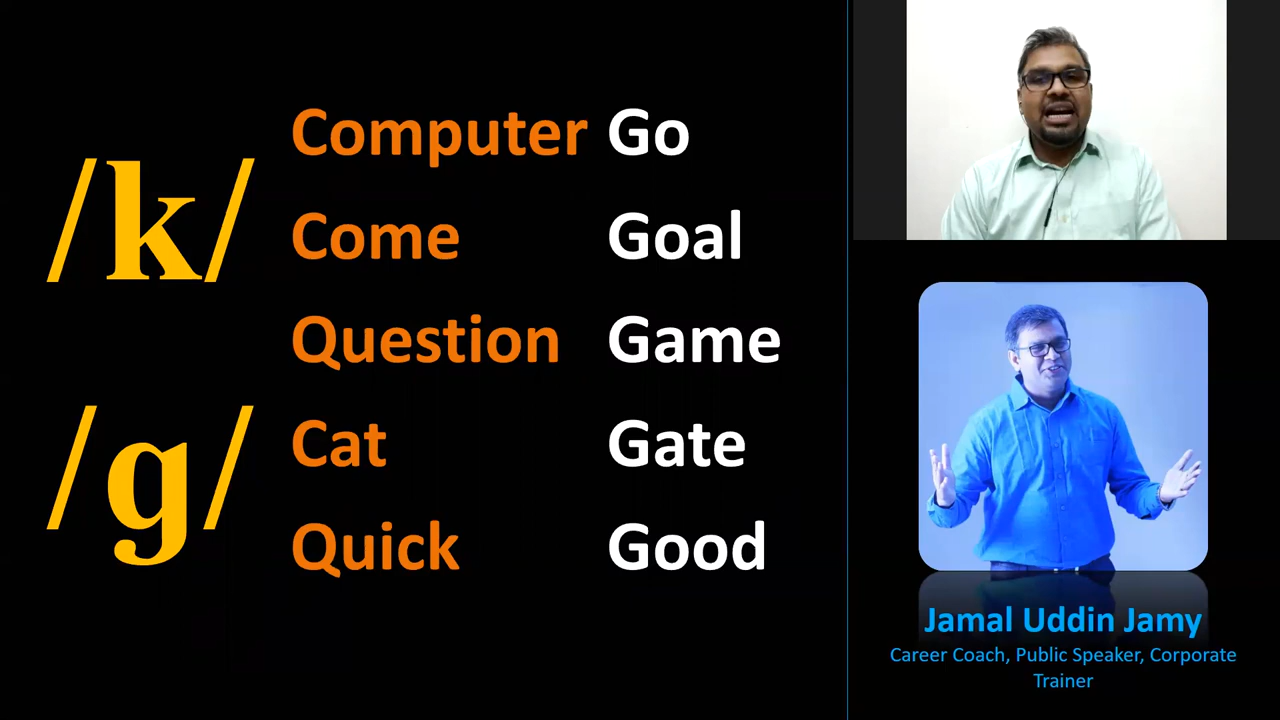 /k/
/g/
Computer
Come
Question
Cat
Quick
Go
Goal
Game
Gate
Good
Jamal Uddin Jamy
Career Coach, Public Speaker, Corporate
Trainer